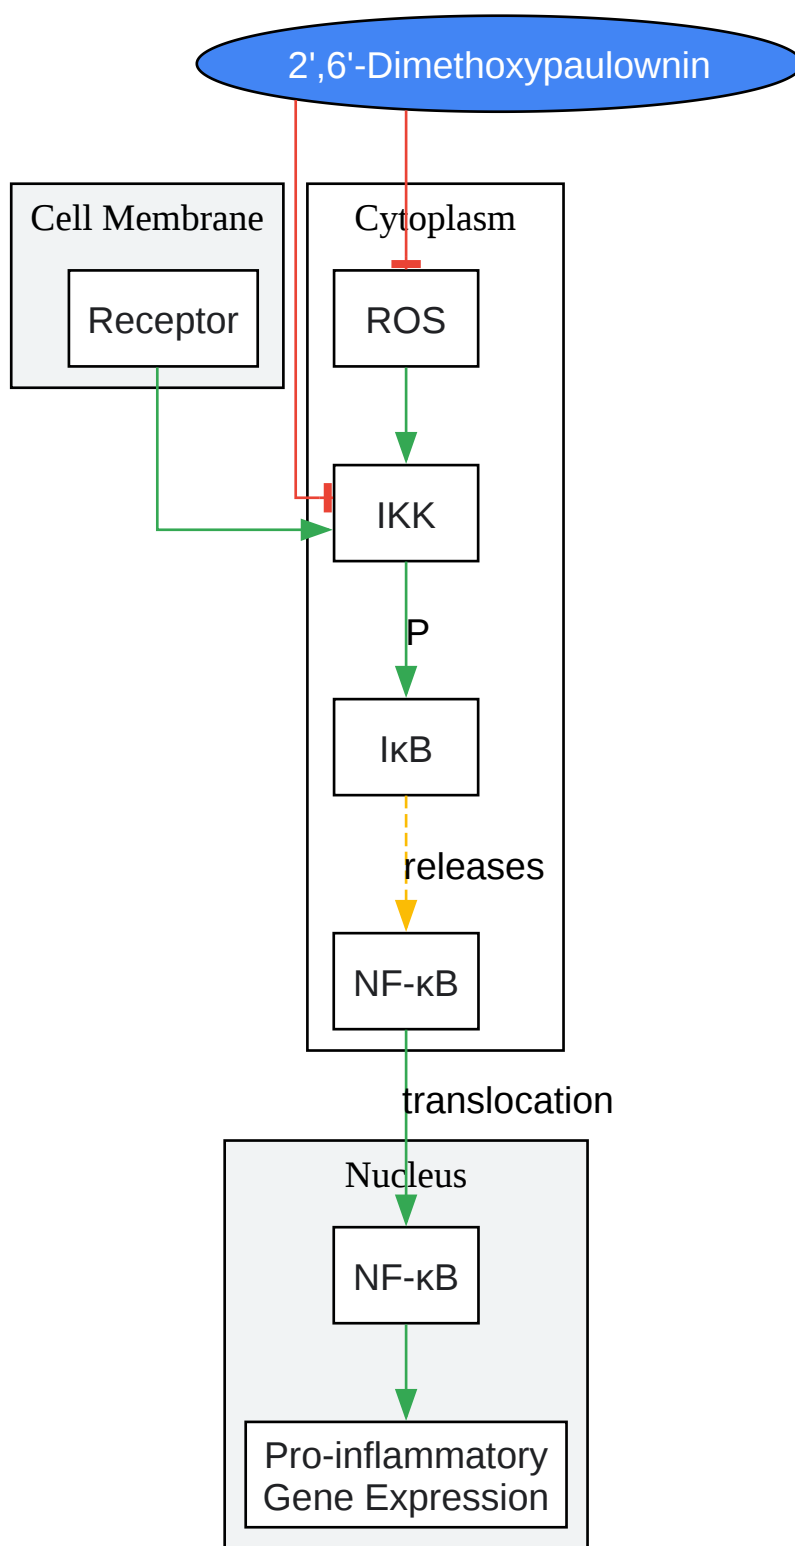 2',6'-Dimethoxypaulownin
Cell Membrane
Cytoplasm
Receptor
ROS
IKK
P
IκB
releases
NF-κB
translocation
Nucleus
NF-κB
Pro-inflammatory
Gene Expression